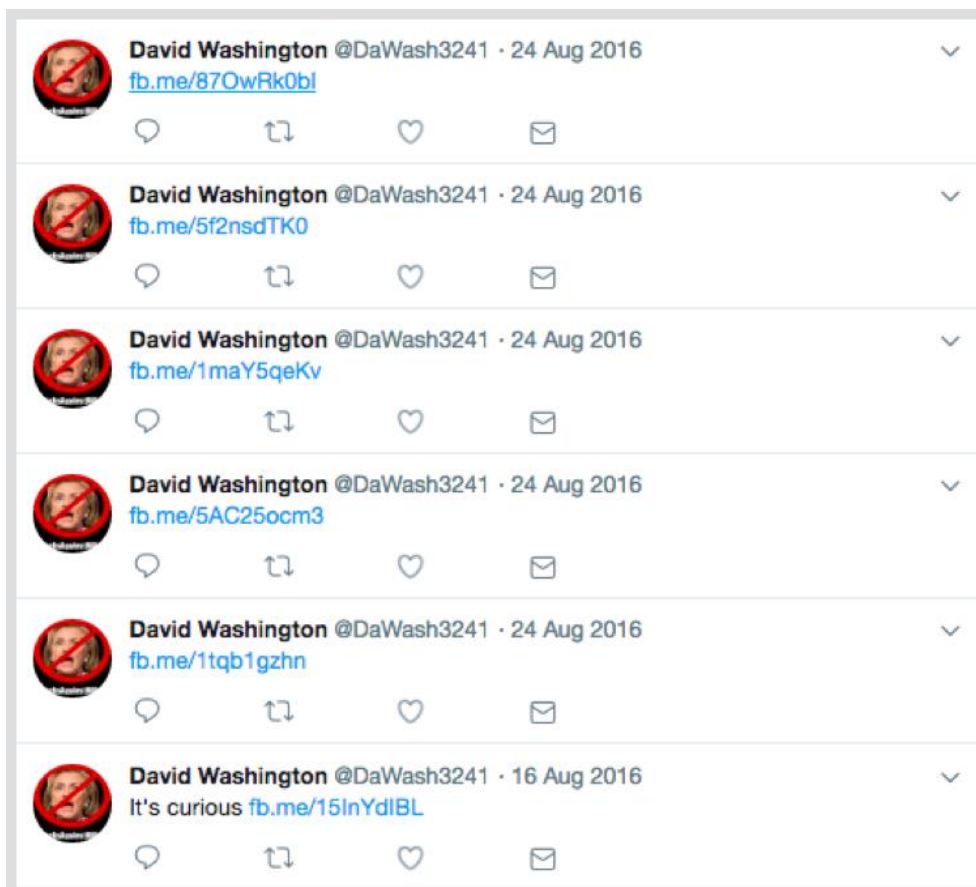 David Washington @DaWash3241 · 24 Aug 2016
fb.me/87OwRk0bI
David Washington @DaWash3241 · 24 Aug 2016
fb.me/5f2nsdTK0
David Washington @DaWash3241 · 24 Aug 2016
fb.me/1maY5qeKv
David Washington @DaWash3241 · 24 Aug 2016
fb.me/5AC25ocm3
David Washington @DaWash3241 · 24 Aug 2016
fb.me/1tqb1gzhn
David Washington @DaWash3241 · 16 Aug 2016
It's curious fb.me/15InYdIBL